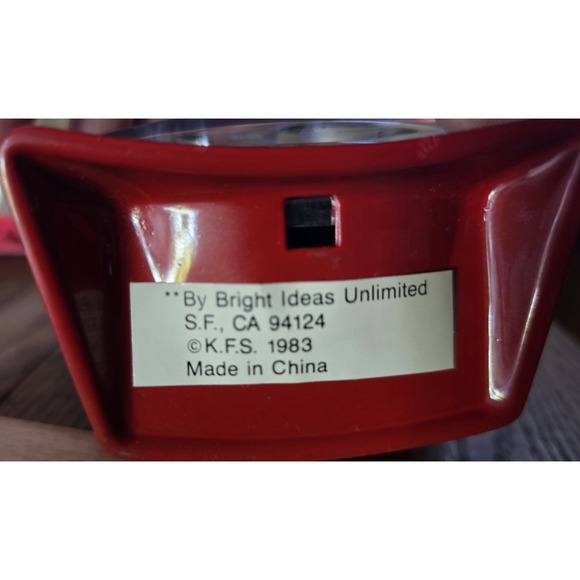 **By Bright Ideas Unlimited
S.F., CA 94124
©K.F.S. 1983
Made in China